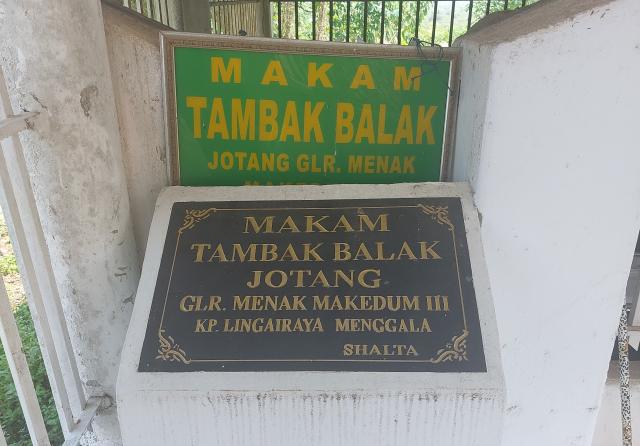 MAKAM
TAMBAK BALAK
JOTANG GLR. MENAK
MAKAM
TAMBAK BALAK
JOTANG
GLR. MENAK MAKEDUM III
KP. LINGAIRAYA MENGGALA
SHALTA